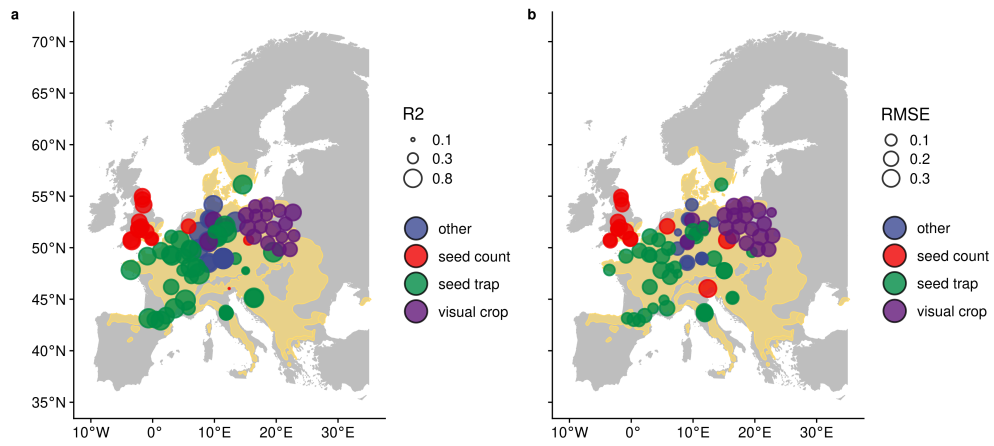 a
70°N
65°N
60°N
55°N
50°N
45°N
40°N
35°N
10°W 0° 10°E 20°E 30°E
R2
0.1
0.3
0.8
other
seed count
seed trap
visual crop
b
10°W 0° 10°E 20°E 30°E
RMSE
0.1
0.2
0.3
other
seed count
seed trap
visual crop